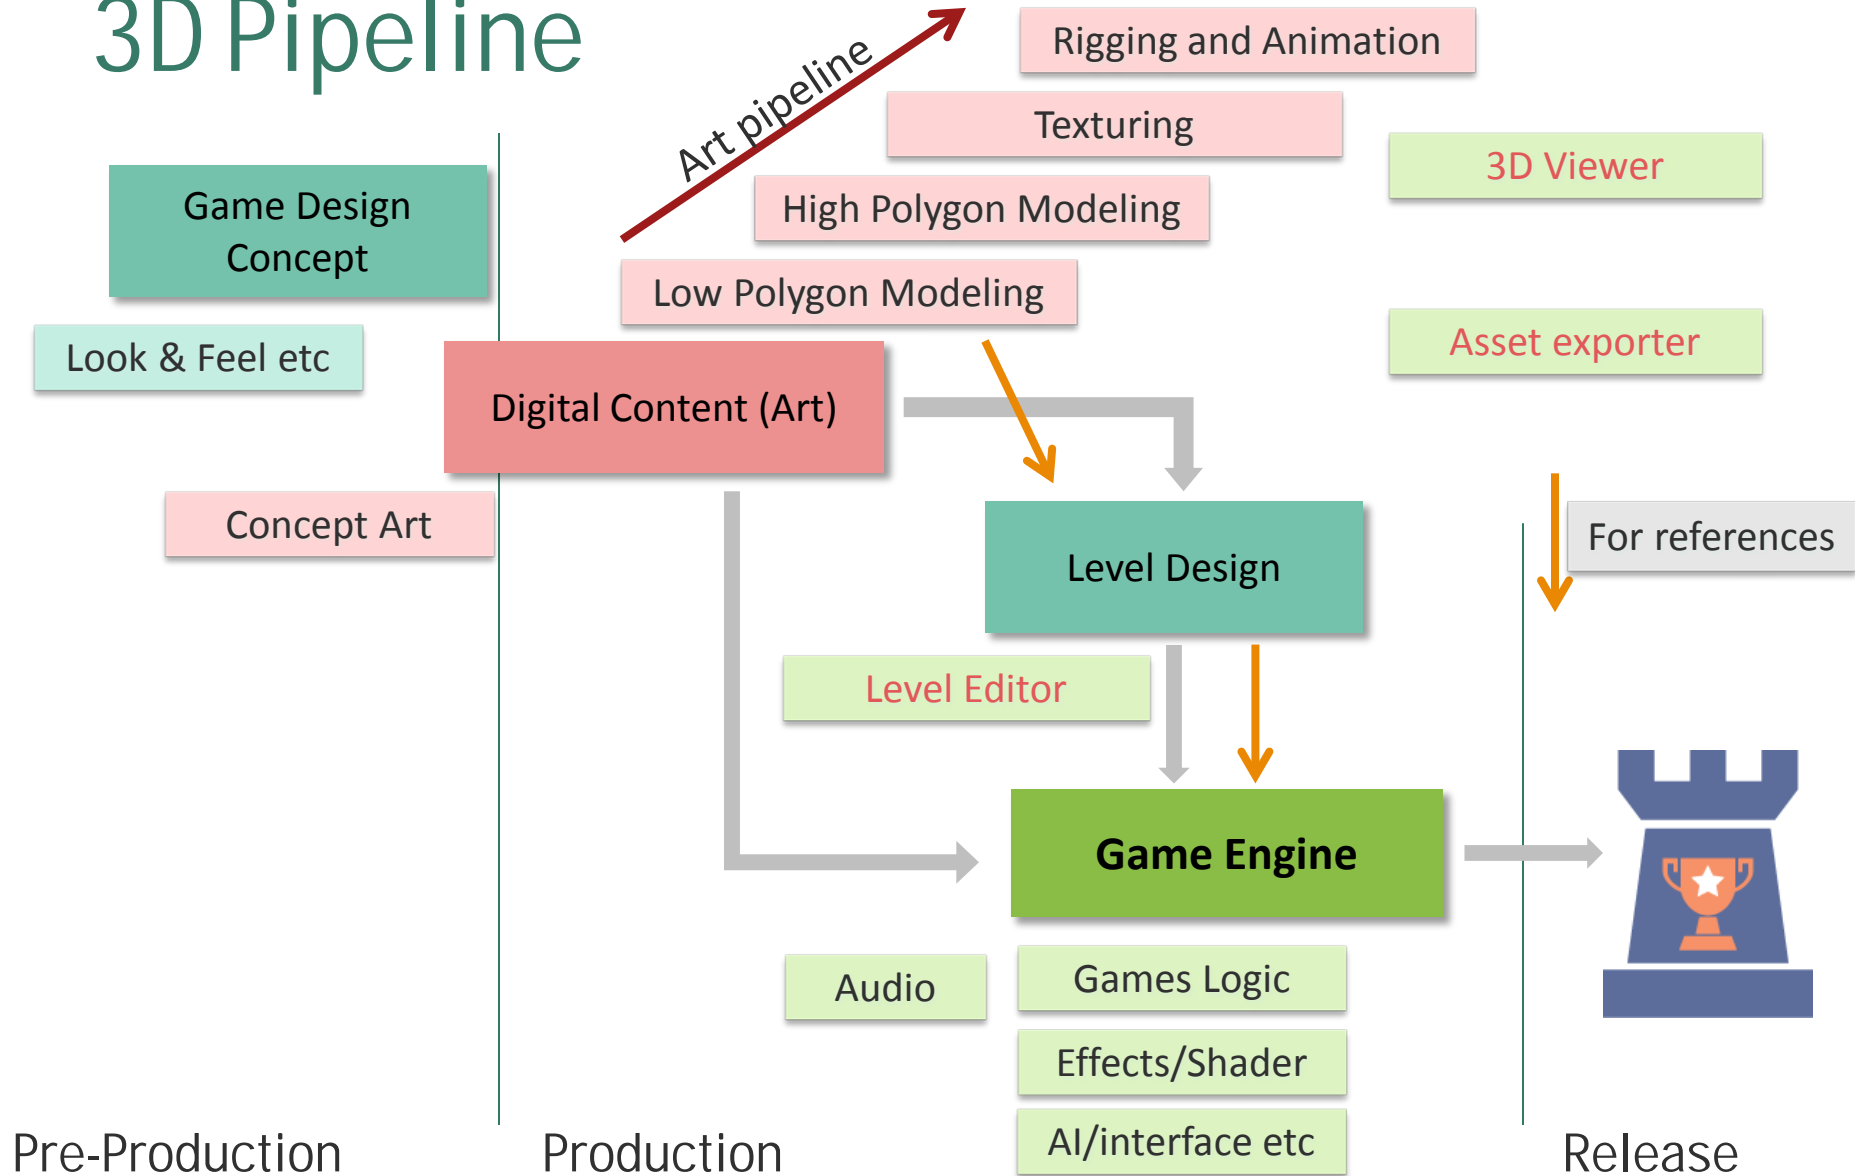 3D Pipeline
Art pipeline
Rigging and Animation
Texturing
High Polygon Modeling
Low Polygon Modeling
3D Viewer
Asset exporter
Game Design
Concept
Look & Feel etc
Digital Content (Art)
Concept Art
Level Design
For references
Level Editor
Game Engine
Audio
Games Logic
Effects/Shader
AI/interface etc
Pre-Production
Production
Release